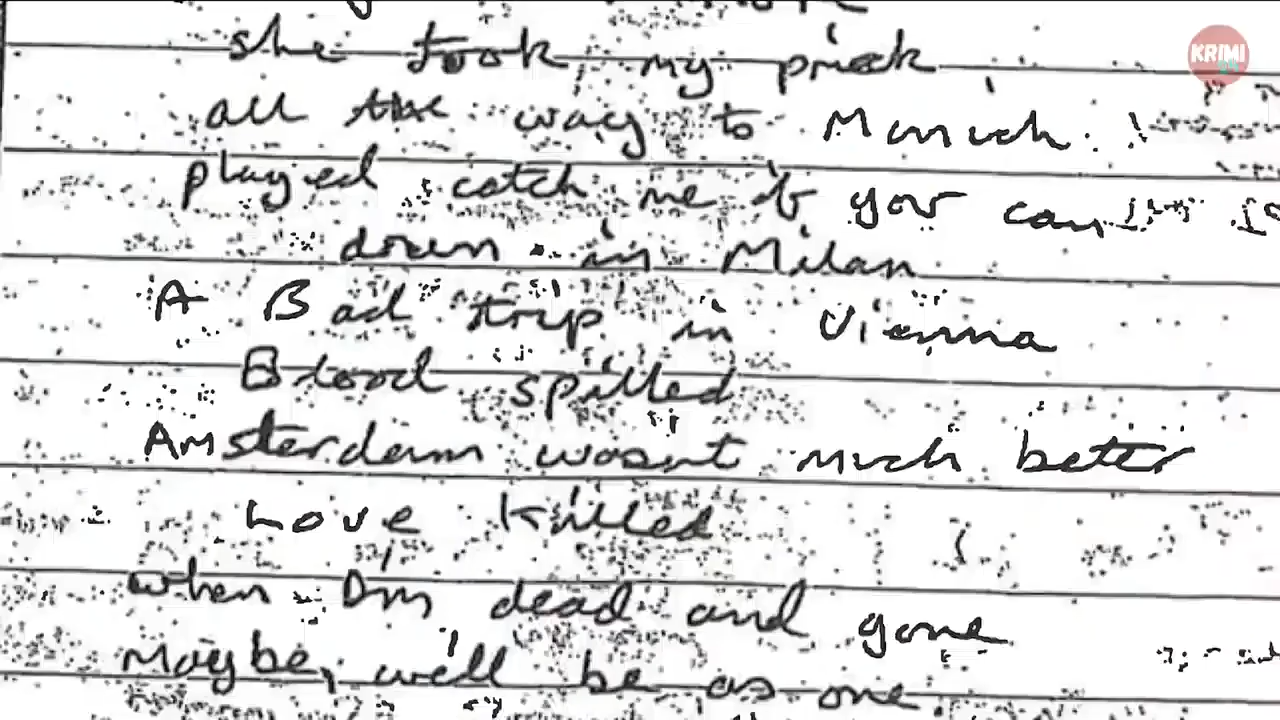 she took my prick
all the way to Munich
played catch me if you can
down in Milan
A Bad trip in Vienna
Blood spilled
Amsterdam wasnt much better
Love killed
when Im dead and gone
Maybe, we'll be as one
KRIMI